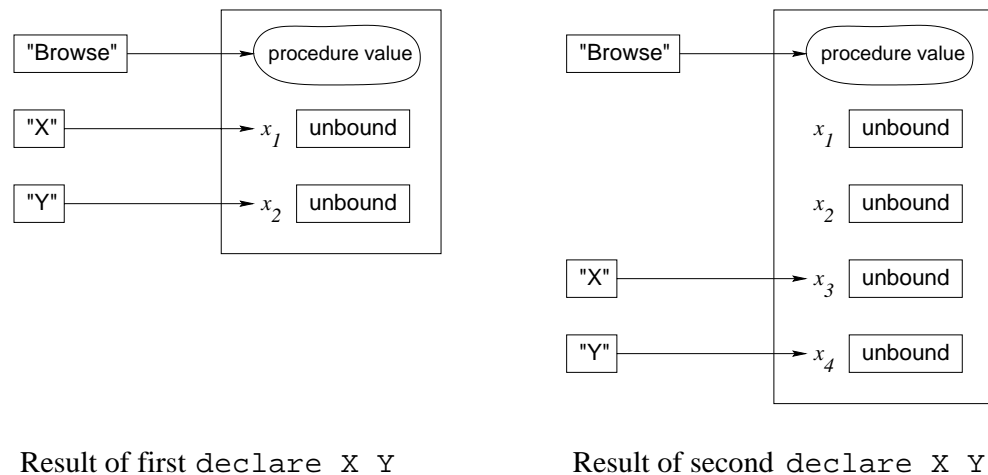 "Browse" procedure value
"X" x1 unbound
"Y" x2 unbound
Result of first declare X Y
"Browse" procedure value
x1 unbound
x2 unbound
"X" x3 unbound
"Y" x4 unbound
Result of second declare X Y